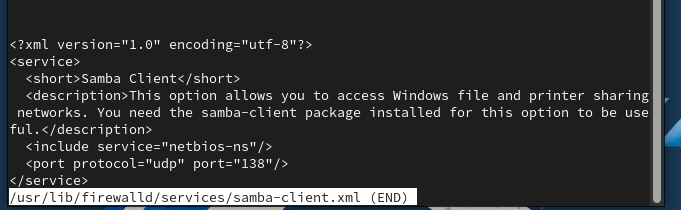 <?xml version="1.0" encoding="utf-8"?>
<service>
  <short>Samba Client</short>
  <description>This option allows you to access Windows file and printer sharing
 networks. You need the samba-client package installed for this option to be use
ful.</description>
  <include service="netbios-ns"/>
  <port protocol="udp" port="138"/>
</service>
/usr/lib/firewalld/services/samba-client.xml (END)